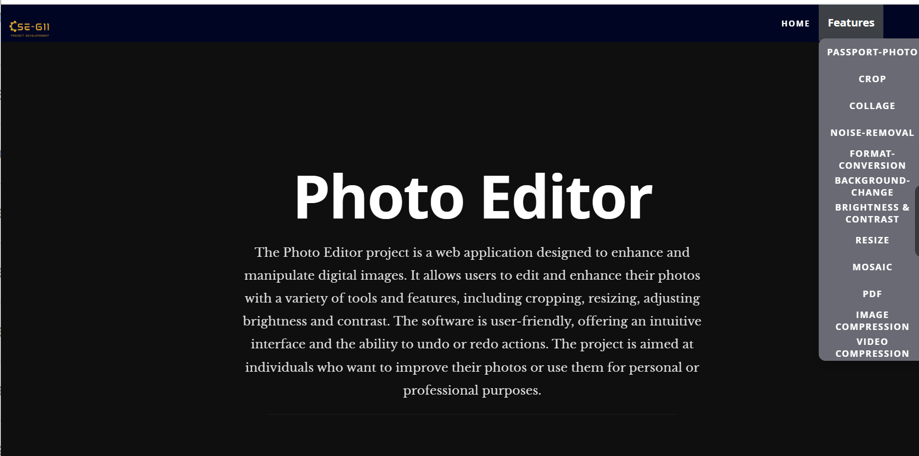 CSE-G11
PROJECT DEVELOPMENT
HOME
Features
PASSPORT-PHOTO
CROP
COLLAGE
NOISE-REMOVAL
FORMAT-
CONVERSION
BACKGROUND-
CHANGE
BRIGHTNESS &
CONTRAST
RESIZE
MOSAIC
PDF
IMAGE
COMPRESSION
VIDEO
COMPRESSION
Photo Editor
The Photo Editor project is a web application designed to enhance and
manipulate digital images. It allows users to edit and enhance their photos
with a variety of tools and features, including cropping, resizing, adjusting
brightness and contrast. The software is user-friendly, offering an intuitive
interface and the ability to undo or redo actions. The project is aimed at
individuals who want to improve their photos or use them for personal or
professional purposes.